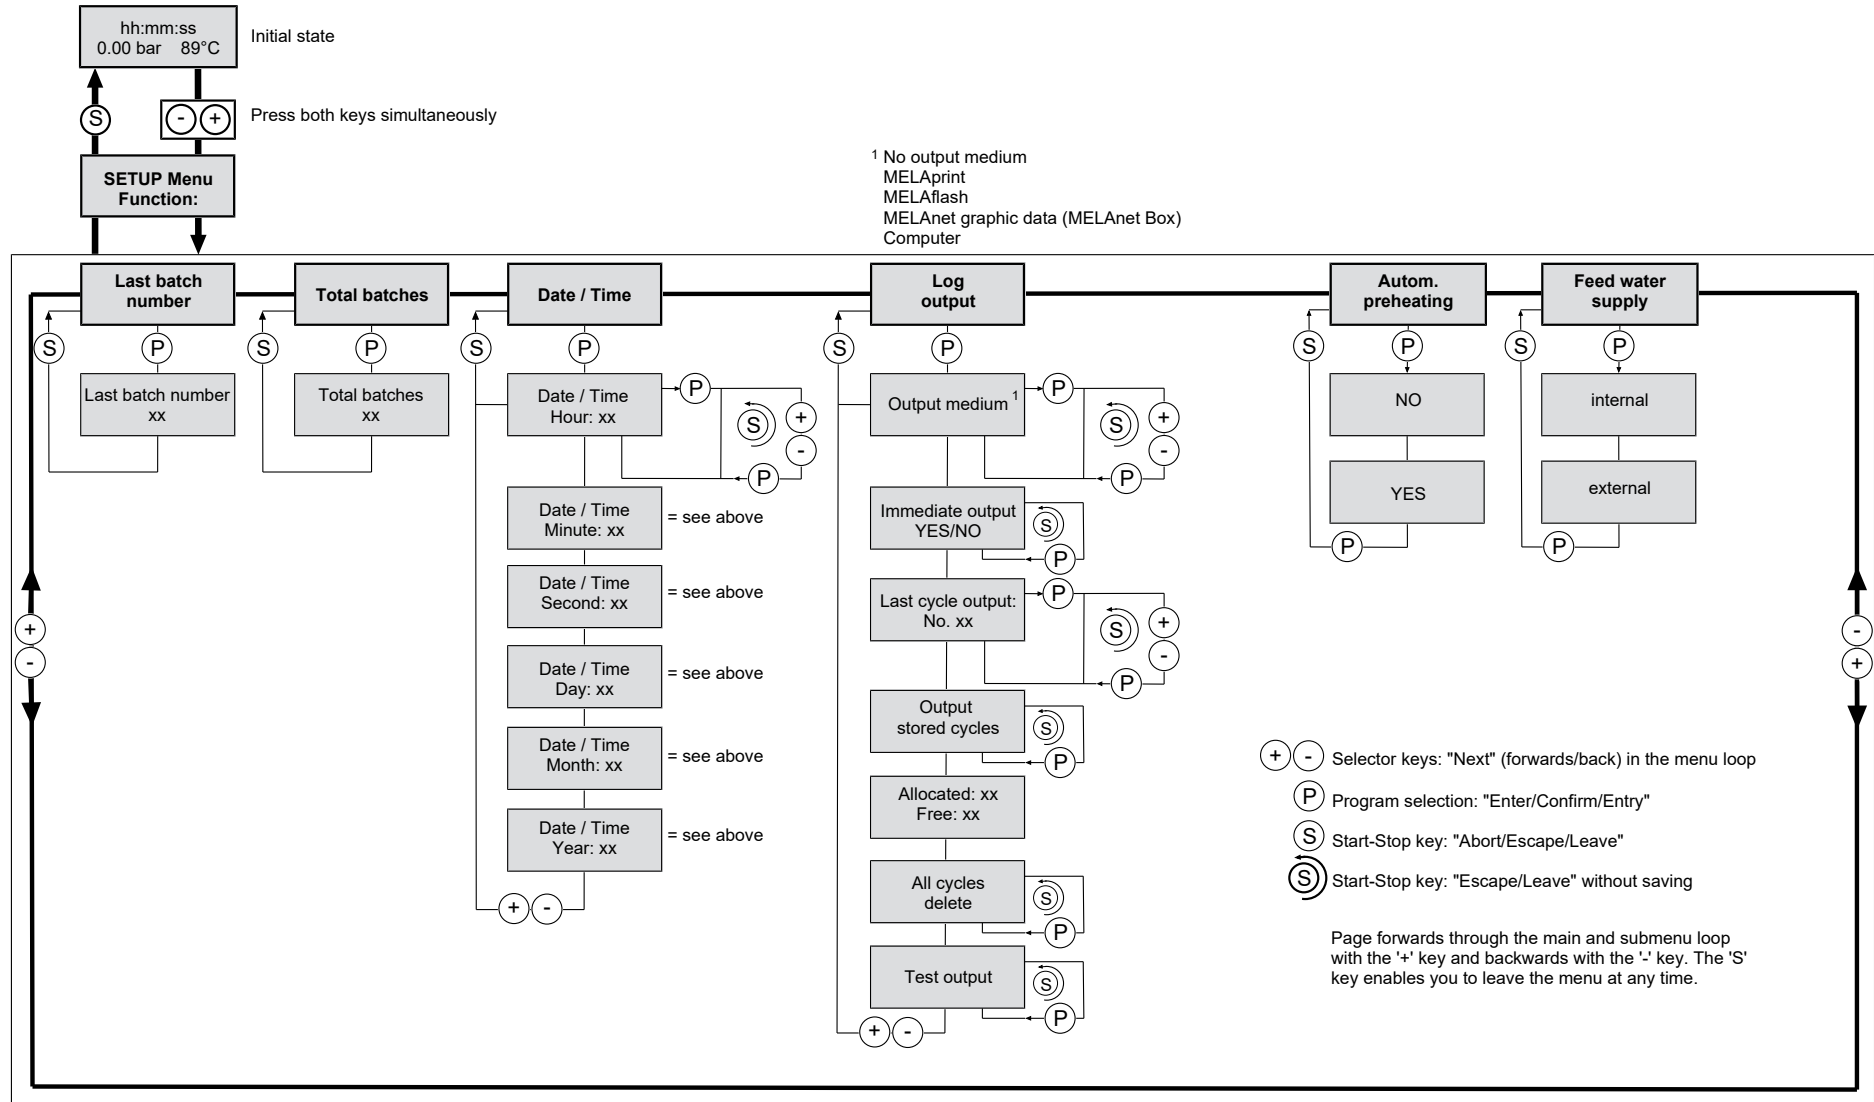 hh:mm:ss
0.00 bar 89°C
Initial state
S
- +
Press both keys simultaneously
SETUP Menu
Function:
1 No output medium
MELAprint
MELAflash
MELAnet graphic data (MELAnet Box)
Computer
Last batch
number
S
P
Last batch number
xx
Total batches
S
P
Total batches
xx
Date / Time
S
P
Date / Time
Hour: xx
P
S
+
-
P
Date / Time
Minute: xx
= see above
Date / Time
Second: xx
= see above
Date / Time
Day: xx
= see above
Date / Time
Month: xx
= see above
Date / Time
Year: xx
= see above
+ -
Log
output
S
P
Output medium 1
P
S
+
-
P
Immediate output
YES/NO
S
P
Last cycle output:
No. xx
P
S
+
-
P
Output
stored cycles
S
P
Allocated: xx
Free: xx
All cycles
delete
S
P
Test output
S
P
+ -
Autom.
preheating
S
P
NO
YES
P
Feed water
supply
S
P
internal
external
P
+
-
-
+
+ - Selector keys: "Next" (forwards/back) in the menu loop
P Program selection: "Enter/Confirm/Entry"
S Start-Stop key: "Abort/Escape/Leave"
S Start-Stop key: "Escape/Leave" without saving
Page forwards through the main and submenu loop
with the '+' key and backwards with the '-' key. The 'S'
key enables you to leave the menu at any time.